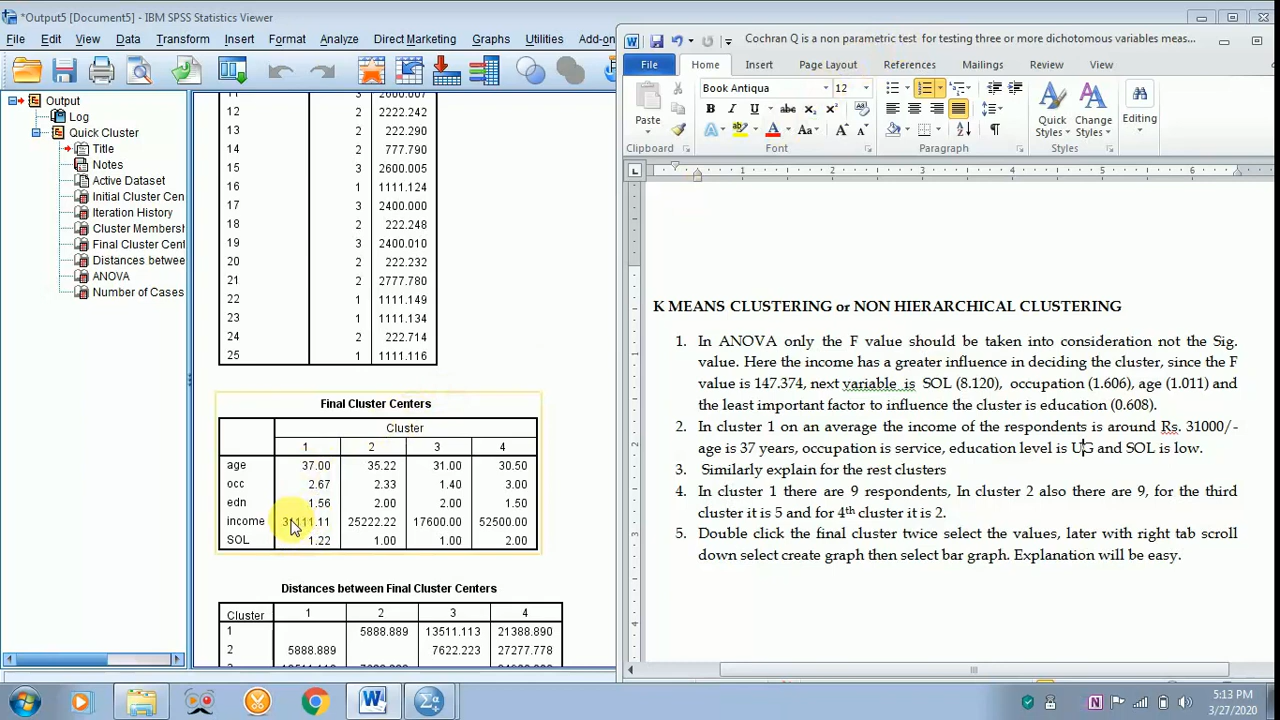 *Output5 [Document5] - IBM SPSS Statistics Viewer
File Edit View Data Transform Insert Format Analyze Direct Marketing Graphs Utilities Add-on
Output
Log
Quick Cluster
Title
Notes
Active Dataset
Initial Cluster Cen
Iteration History
Cluster Membersh
Final Cluster Cent
Distances betwee
ANOVA
Number of Cases
11 3 2600.007
12 2 2222.242
13 2 222.290
14 2 777.790
15 3 2600.005
16 1 1111.124
17 3 2400.000
18 2 222.248
19 3 2400.010
20 2 222.232
21 2 2777.780
22 1 1111.149
23 1 1111.134
24 2 222.714
25 1 1111.116
Final Cluster Centers
Cluster
1 2 3 4
age 37.00 35.22 31.00 30.50
occ 2.67 2.33 1.40 3.00
edn 1.56 2.00 2.00 1.50
income 31111.11 25222.22 17600.00 52500.00
SOL 1.22 1.00 1.00 2.00
Distances between Final Cluster Centers
Cluster 1 2 3 4
1 5888.889 13511.113 21388.890
2 5888.889 7622.223 27277.778
Cochran Q is a non parametric test for testing three or more dichotomous variables meas...
File Home Insert Page Layout References Mailings Review View
Book Antiqua 12
Paste
Quick Styles
Change Styles
Editing
Clipboard Font Paragraph Styles
1 2 3 4 5 6
K MEANS CLUSTERING or NON HIERARCHICAL CLUSTERING
1. In ANOVA only the F value should be taken into consideration not the Sig.
value. Here the income has a greater influence in deciding the cluster, since the F
value is 147.374, next variable is SOL (8.120), occupation (1.606), age (1.011) and
the least important factor to influence the cluster is education (0.608).
2. In cluster 1 on an average the income of the respondents is around Rs. 31000/-
age is 37 years, occupation is service, education level is UG and SOL is low.
3. Similarly explain for the rest clusters
4. In cluster 1 there are 9 respondents, In cluster 2 also there are 9, for the third
cluster it is 5 and for 4th cluster it is 2.
5. Double click the final cluster twice select the values, later with right tab scroll
down select create graph then select bar graph. Explanation will be easy.
5:13 PM
3/27/2020